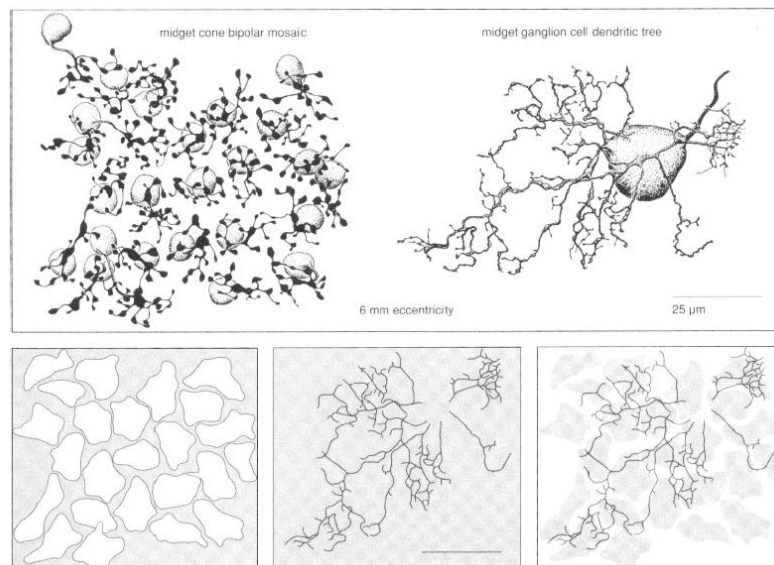 midget cone bipolar mosaic
midget ganglion cell dendritic tree
6 mm eccentricity
25 µm